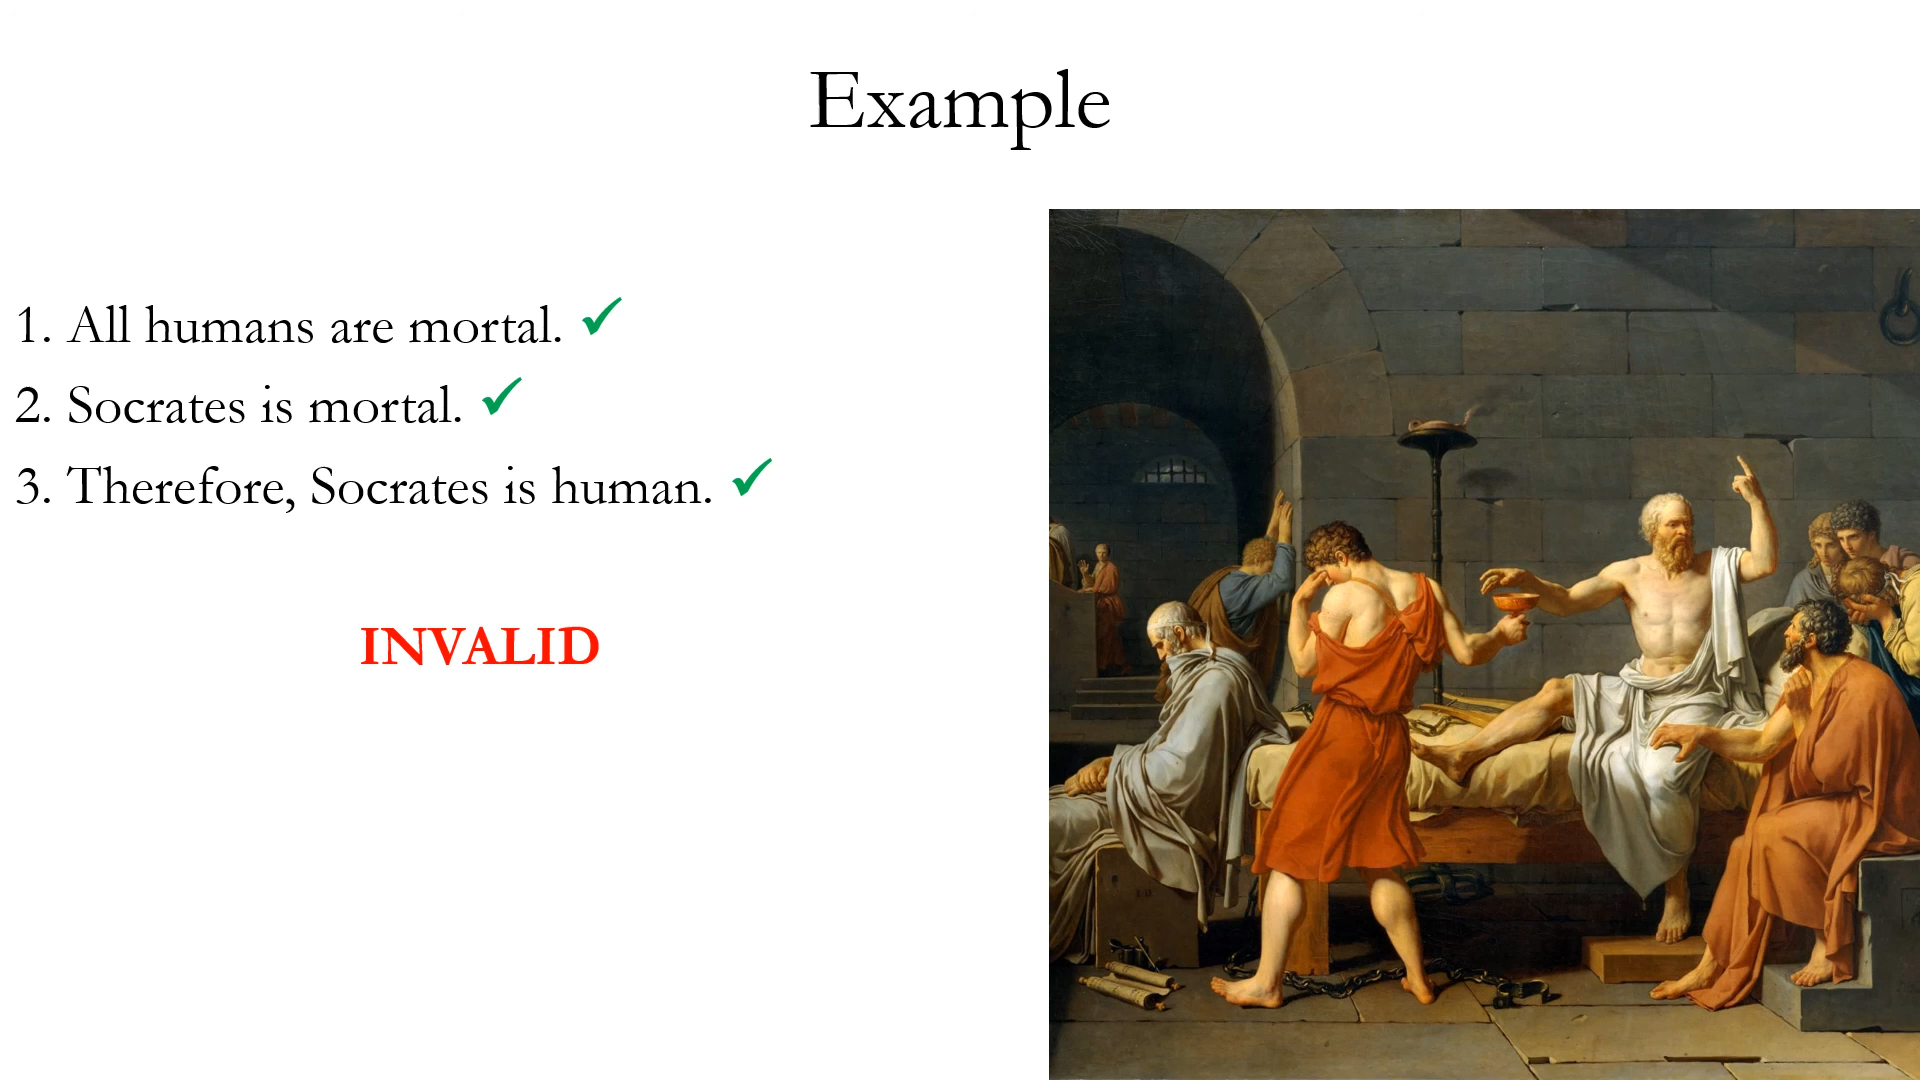 Example
1. All humans are mortal. ✓
2. Socrates is mortal. ✓
3. Therefore, Socrates is human. ✓
INVALID